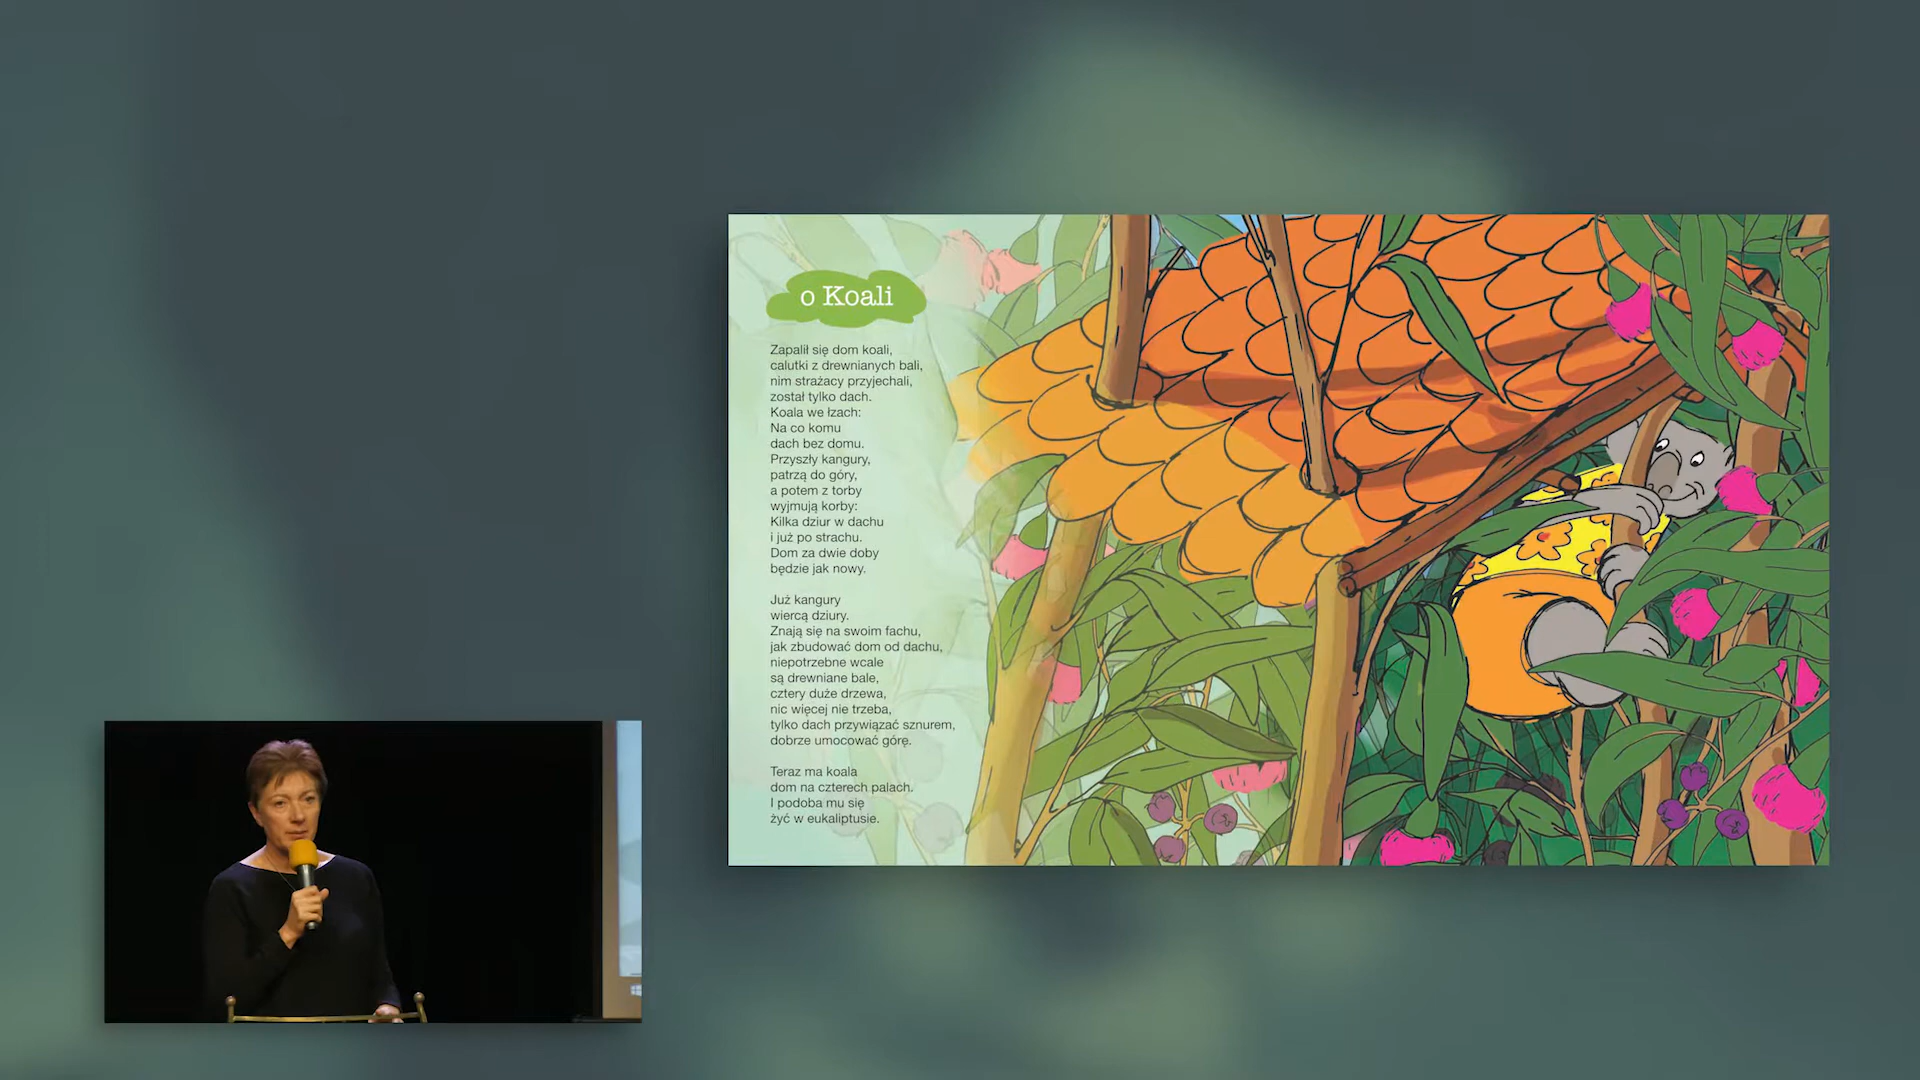 o Koali
Zapalił się dom koali,
calutki z drewnianych bali,
nim strażacy przyjechali,
został tylko dach.
Koala we łzach:
Na co komu
dach bez domu.
Przyszły kangury,
patrzą do góry,
a potem z torby
wyjmują korby:
Kilka dziur w dachu
i już po strachu.
Dom za dwie doby
będzie jak nowy.
Już kangury
wiercą dziury.
Znają się na swoim fachu,
jak zbudować dom od dachu,
niepotrzebne wcale
są drewniane bale,
cztery duże drzewa,
nic więcej nie trzeba,
tylko dach przywiązać sznurem,
dobrze umocować górę.
Teraz ma koala
dom na czterech palach.
I podoba mu się
żyć w eukaliptusie.